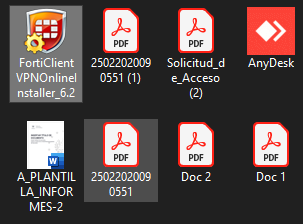 PDF
PDF
FortiClient
VPNOnlineI
nstaller_6.2
2502202009
0551 (1)
Solicitud_d
e_Acceso
(2)
AnyDesk
W
PDF
PDF
PDF
A_PLANTIL
LA_INFOR
MES-2
2502202009
0551
Doc 2
Doc 1